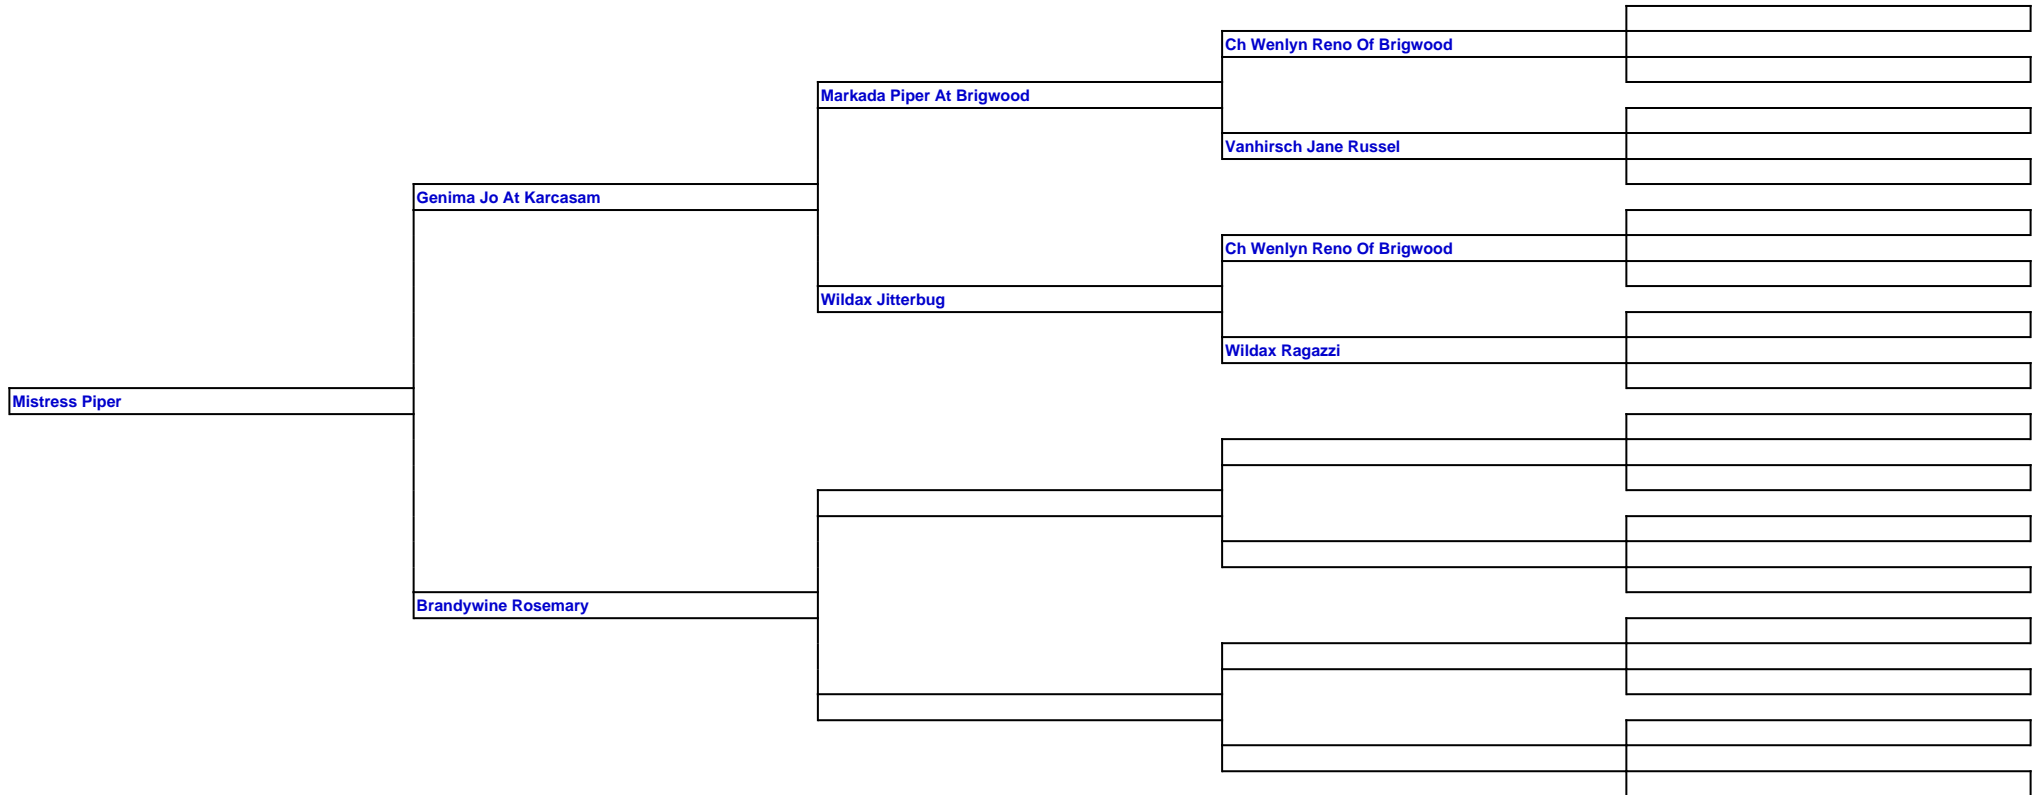 Ch Wenlyn Reno Of Brigwood
Markada Piper At Brigwood
Vanhirsch Jane Russel
Genima Jo At Karcasam
Ch Wenlyn Reno Of Brigwood
Wildax Jitterbug
Wildax Ragazzi
Mistress Piper
Brandywine Rosemary